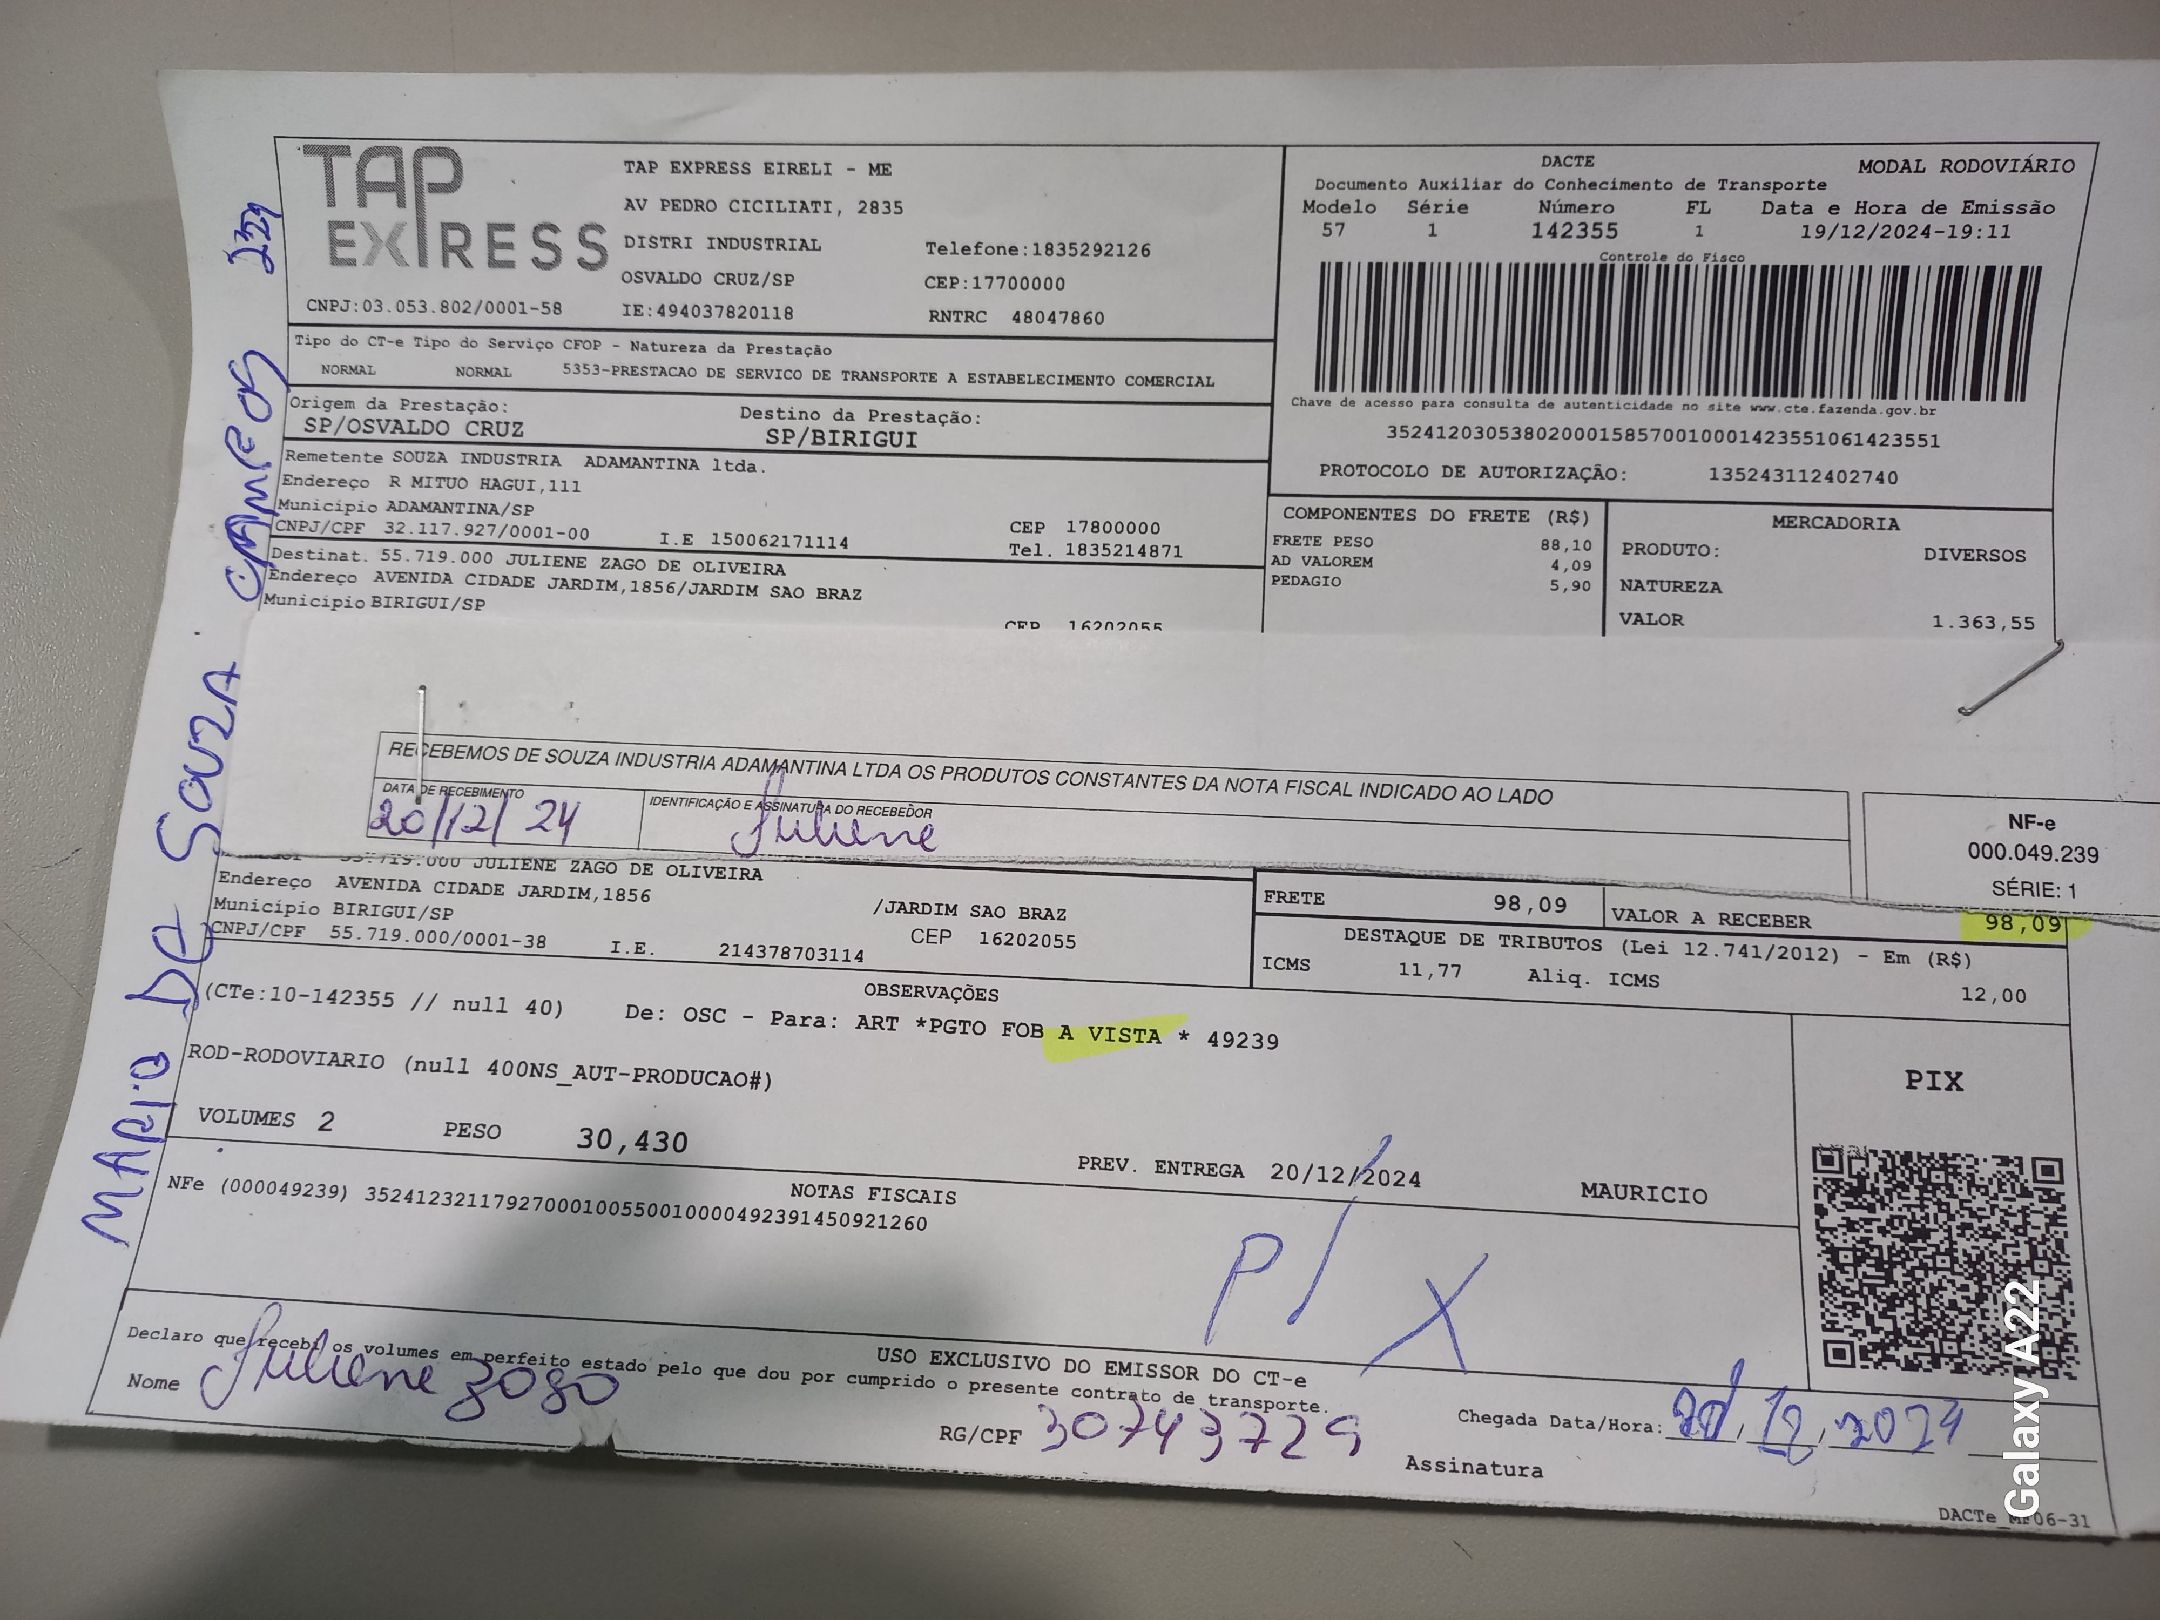 TAP EXPRESS
TAP EXPRESS EIRELI - ME
AV PEDRO CICILIATI, 2835
DISTRI INDUSTRIAL
Telefone:1835292126
OSVALDO CRUZ/SP
CEP:17700000
CNPJ:03.053.802/0001-58
IE:494037820118
RNTRC 48047860
DACTE
MODAL RODOVIÁRIO
Documento Auxiliar do Conhecimento de Transporte
Modelo Série Número FL Data e Hora de Emissão
57 1 142355 1 19/12/2024-19:11
Controle do Fisco
Chave de acesso para consulta de autenticidade no site www.cte.fazenda.gov.br
35241203053802000158570010001423551061423551
PROTOCOLO DE AUTORIZAÇÃO: 135243112402740
Tipo do CT-e Tipo do Serviço CFOP - Natureza da Prestação
NORMAL NORMAL 5353-PRESTACAO DE SERVICO DE TRANSPORTE A ESTABELECIMENTO COMERCIAL
Origem da Prestação: Destino da Prestação:
SP/OSVALDO CRUZ SP/BIRIGUI
Remetente SOUZA INDUSTRIA ADAMANTINA ltda.
Endereço R MITUO HAGUI,111
Município ADAMANTINA/SP
CEP 17800000
CNPJ/CPF 32.117.927/0001-00 I.E 150062171114 Tel. 1835214871
Destinat. 55.719.000 JULIENE ZAGO DE OLIVEIRA
Endereço AVENIDA CIDADE JARDIM,1856/JARDIM SAO BRAZ
Município BIRIGUI/SP
CEP 16202055
COMPONENTES DO FRETE (R$)
FRETE PESO 88,10
AD VALOREM 4,09
PEDAGIO 5,90
MERCADORIA
PRODUTO: DIVERSOS
NATUREZA
VALOR 1.363,55
RECEBEMOS DE SOUZA INDUSTRIA ADAMANTINA LTDA OS PRODUTOS CONSTANTES DA NOTA FISCAL INDICADO AO LADO
DATA DE RECEBIMENTO
20/12/24
IDENTIFICAÇÃO E ASSINATURA DO RECEBEDOR
Juliene
NF-e
000.049.239
SÉRIE: 1
55.719.000 JULIENE ZAGO DE OLIVEIRA
Endereço AVENIDA CIDADE JARDIM,1856 /JARDIM SAO BRAZ
Município BIRIGUI/SP CEP 16202055
CNPJ/CPF 55.719.000/0001-38 I.E. 214378703114
FRETE 98,09 VALOR A RECEBER 98,09
DESTAQUE DE TRIBUTOS (Lei 12.741/2012) - Em (R$)
ICMS 11,77 Aliq. ICMS 12,00
OBSERVAÇÕES
(CTe:10-142355 // null 40) De: OSC - Para: ART *PGTO FOB A VISTA * 49239
ROD-RODOVIARIO (null 400NS_AUT-PRODUCAO#)
VOLUMES 2 PESO 30,430
PREV. ENTREGA 20/12/2024 MAURICIO
PIX
NOTAS FISCAIS
NFe (000049239) 35241232117927000100550010000492391450921260
PIX
USO EXCLUSIVO DO EMISSOR DO CT-e
Declaro que recebi os volumes em perfeito estado pelo que dou por cumprido o presente contrato de transporte.
Nome Juliene Zago
RG/CPF 30743729
Assinatura
Chegada Data/Hora: 20,12,2024
MARIO DE SOUZA CAMPOS
Galaxy A22